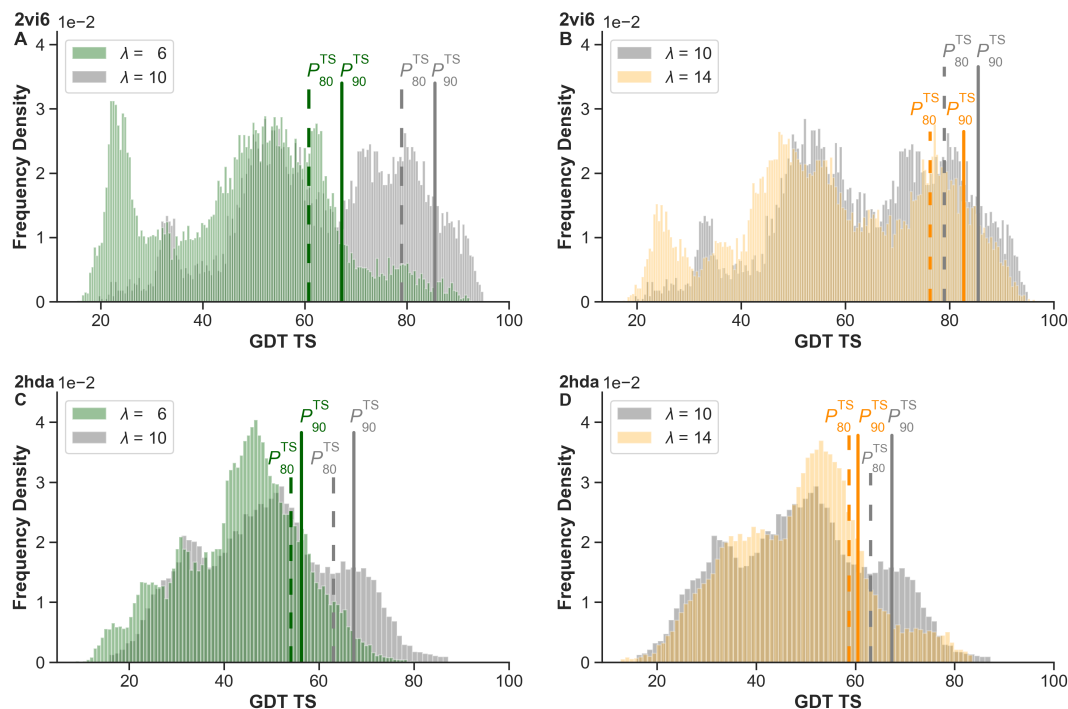 2vi6 1e−2
A
λ = 6
λ = 10
P80TS P90TS P80TS P90TS
4
3
2
1
0
Frequency Density
20 40 60 80 100
GDT TS
2vi6 1e−2
B
λ = 10
λ = 14
P80TS P90TS
P80TS P90TS
4
3
2
1
0
Frequency Density
20 40 60 80 100
GDT TS
2hda 1e−2
C
λ = 6
λ = 10
P90TS P90TS
P80TS P80TS
4
3
2
1
0
Frequency Density
20 40 60 80 100
GDT TS
2hda 1e−2
D
λ = 10
λ = 14
P80TS P90TS P90TS
P80TS
4
3
2
1
0
Frequency Density
20 40 60 80 100
GDT TS